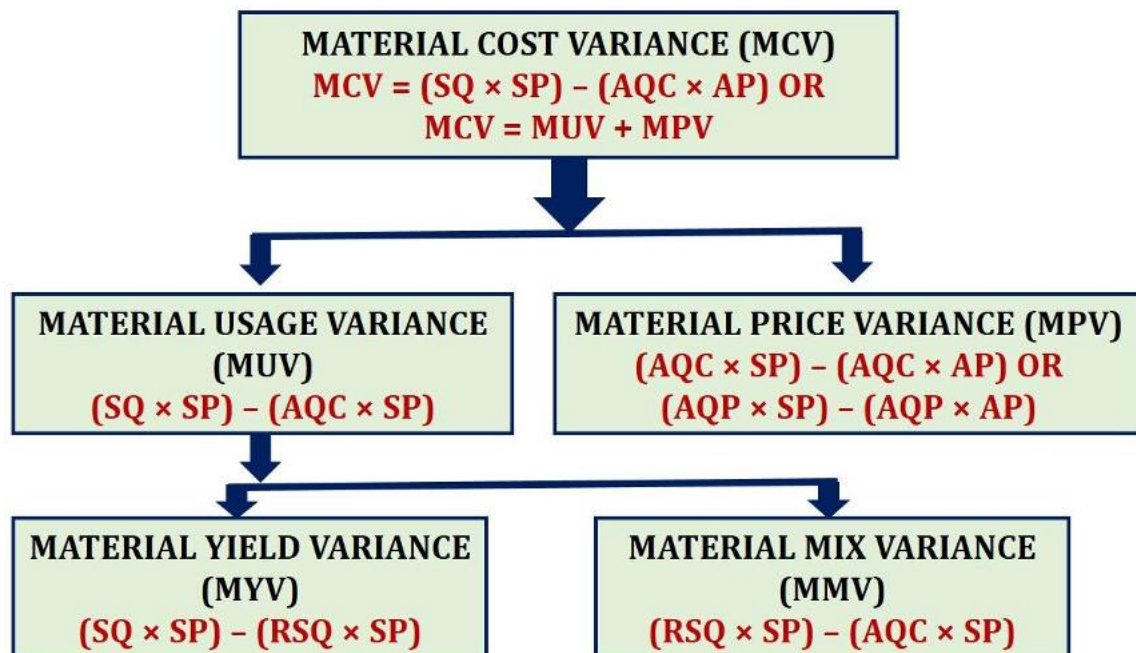 MATERIAL COST VARIANCE (MCV)
MCV = (SQ × SP) – (AQC × AP) OR
MCV = MUV + MPV
MATERIAL USAGE VARIANCE
(MUV)
(SQ × SP) – (AQC × SP)
MATERIAL PRICE VARIANCE (MPV)
(AQC × SP) – (AQC × AP) OR
(AQP × SP) – (AQP × AP)
MATERIAL YIELD VARIANCE
(MYV)
(SQ × SP) – (RSQ × SP)
MATERIAL MIX VARIANCE
(MMV)
(RSQ × SP) – (AQC × SP)